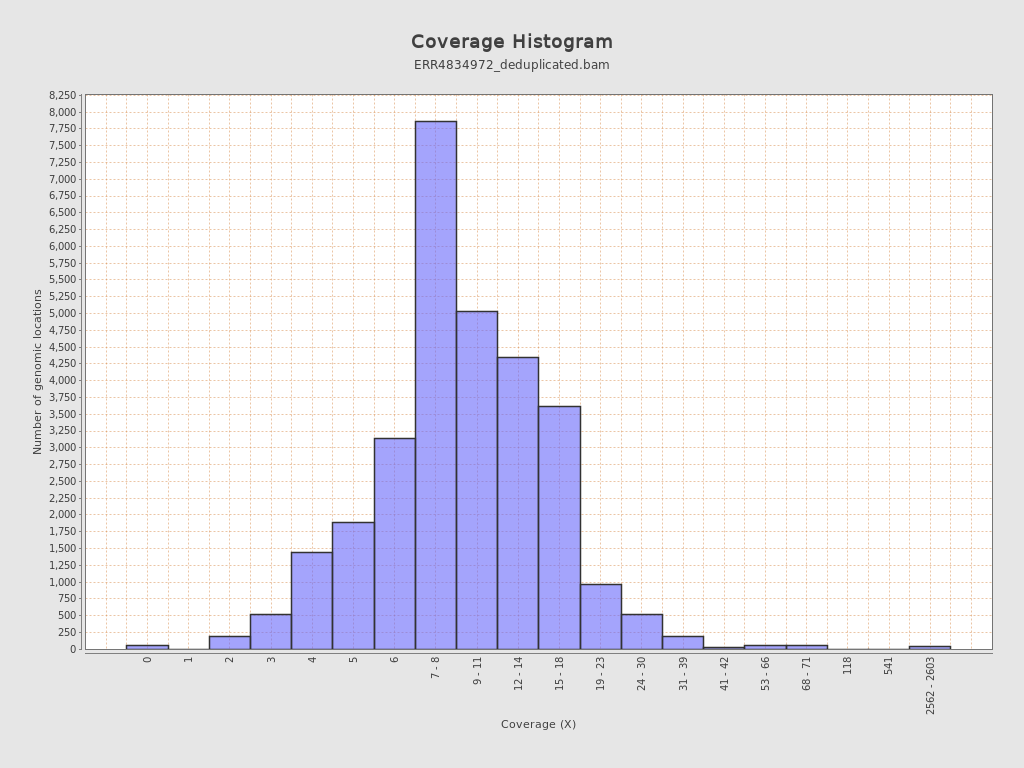 Coverage Histogram
ERR4834972_deduplicated.bam
Number of genomic locations
8,250
8,000
7,750
7,500
7,250
7,000
6,750
6,500
6,250
6,000
5,750
5,500
5,250
5,000
4,750
4,500
4,250
4,000
3,750
3,500
3,250
3,000
2,750
2,500
2,250
2,000
1,750
1,500
1,250
1,000
750
500
250
0
0
1
2
3
4
5
6
7 - 8
9 - 11
12 - 14
15 - 18
19 - 23
24 - 30
31 - 39
41 - 42
53 - 66
68 - 71
118
541
2562 - 2603
Coverage (X)